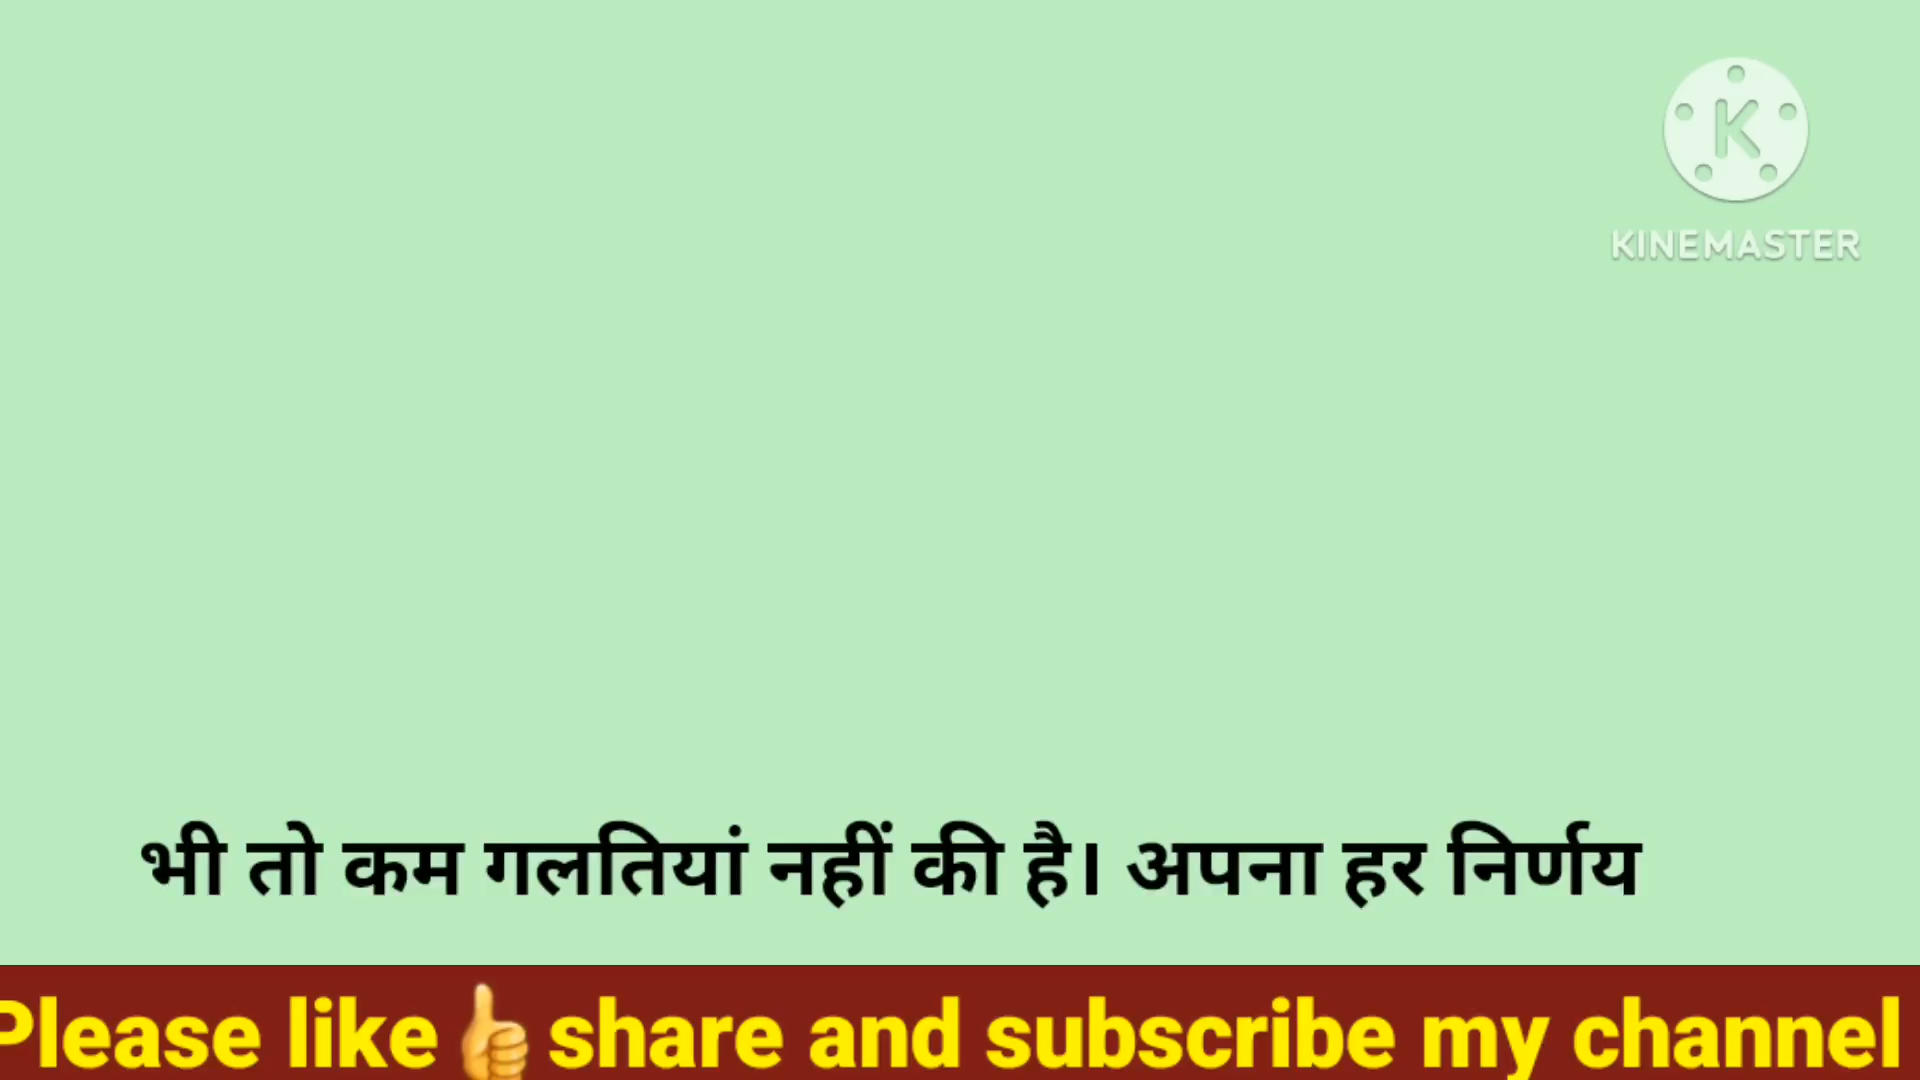 KINEMASTER
भी तो कम गलतियां नहीं की है। अपना हर निर्णय
Please like👍share and subscribe my channel